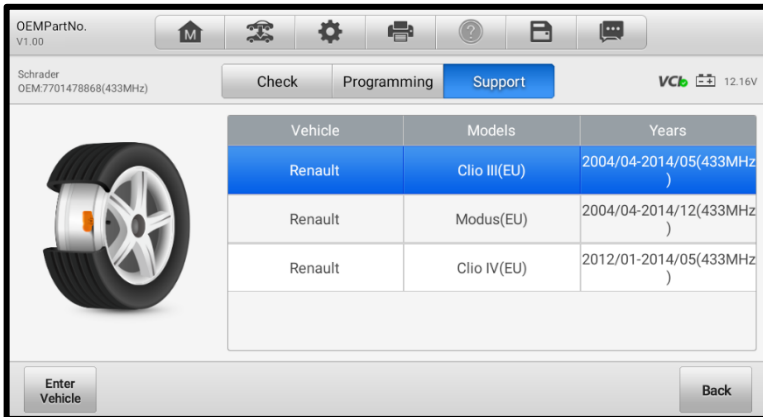 OEMPartNo.
V1.00
M
?
Schrader
OEM:7701478868(433MHz)
Check Programming Support
VCI 12.16V
Vehicle Models Years
Renault Clio III(EU) 2004/04-2014/05(433MHz
)
Renault Modus(EU) 2004/04-2014/12(433MHz
)
Renault Clio IV(EU) 2012/01-2014/05(433MHz
)
Enter
Vehicle
Back